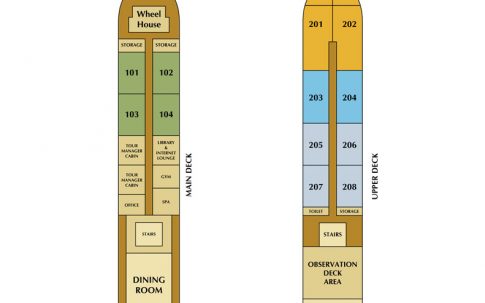 Wheel
House
STORAGE
STORAGE
101
102
103
104
TOUR
MANAGER
CABIN
LIBRARY
& INTERNET
LOUNGE
TOUR
MANAGER
CABIN
GYM
OFFICE
SPA
STAIRS
DINING
ROOM
MAIN DECK
201
202
203
204
205
206
207
208
TOILET
STORAGE
STAIRS
OBSERVATION
DECK
AREA
UPPER DECK